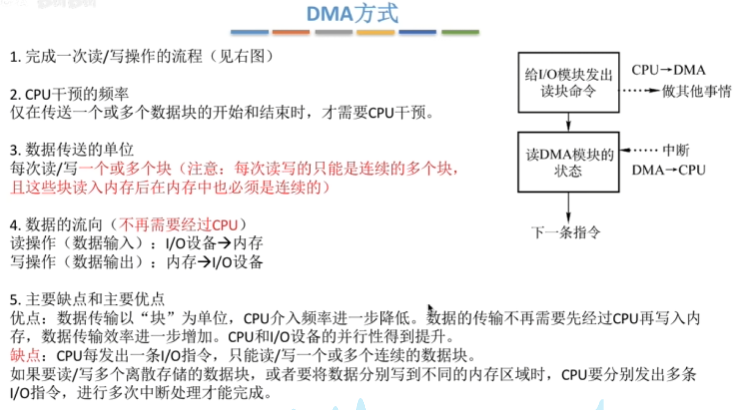 DMA方式
1. 完成一次读/写操作的流程（见右图）
2. CPU干预的频率
仅在传送一个或多个数据块的开始和结束时，才需要CPU干预。
3. 数据传送的单位
每次读/写一个或多个块（注意：每次读写的只能是连续的多个块，
且这些块读入内存后在内存中也必须是连续的）
4. 数据的流向（不再需要经过CPU）
读操作（数据输入）：I/O设备→内存
写操作（数据输出）：内存→I/O设备
5. 主要缺点和主要优点
优点：数据传输以“块”为单位，CPU介入频率进一步降低。数据的传输不再需要先经过CPU再写入内
存，数据传输效率进一步增加。CPU和I/O设备的并行性得到提升。
缺点：CPU每发出一条I/O指令，只能读/写一个或多个连续的数据块。
如果要读/写多个离散存储的数据块，或者要将数据分别写到不同的内存区域时，CPU要分别发出多条
I/O指令，进行多次中断处理才能完成。
给I/O模块发出
读块命令
CPU→DMA
做其他事情
读DMA模块的
状态
中断
DMA→CPU
下一条指令